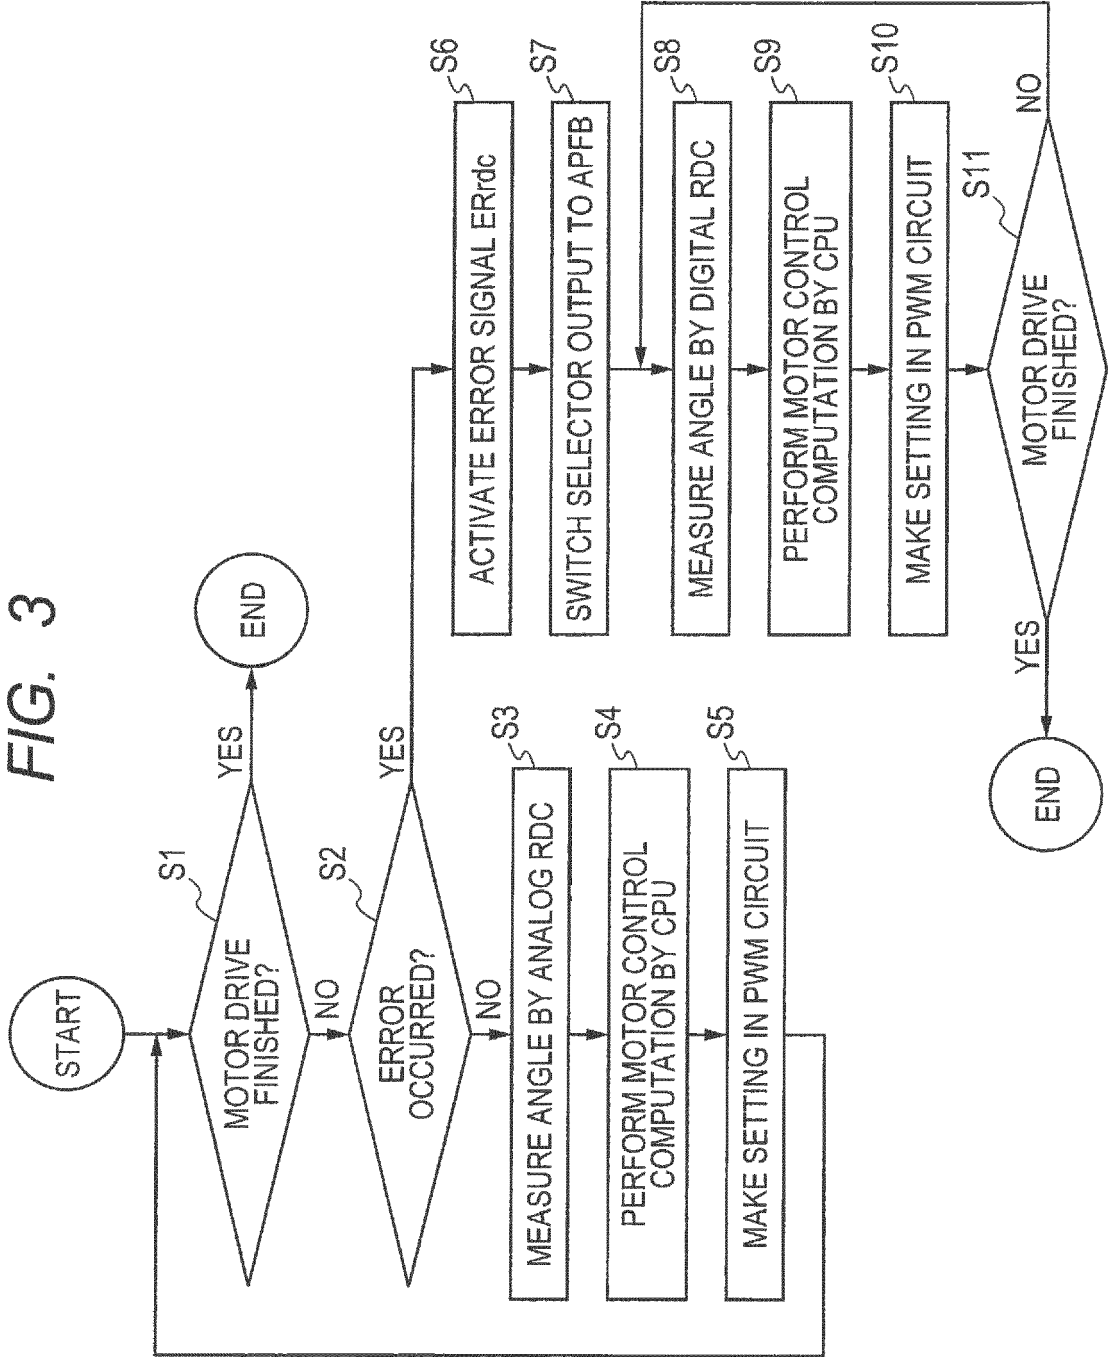 FIG. 3
START
S1
MOTOR DRIVE
FINISHED?
YES
END
NO
S2
ERROR
OCCURRED?
YES
NO
S3
MEASURE ANGLE BY ANALOG RDC
S4
PERFORM MOTOR CONTROL
COMPUTATION BY CPU
S5
MAKE SETTING IN PWM CIRCUIT
S6
ACTIVATE ERROR SIGNAL ERrdc
S7
SWITCH SELECTOR OUTPUT TO APFB
S8
MEASURE ANGLE BY DIGITAL RDC
S9
PERFORM MOTOR CONTROL
COMPUTATION BY CPU
S10
MAKE SETTING IN PWM CIRCUIT
S11
MOTOR DRIVE
FINISHED?
NO
YES
END